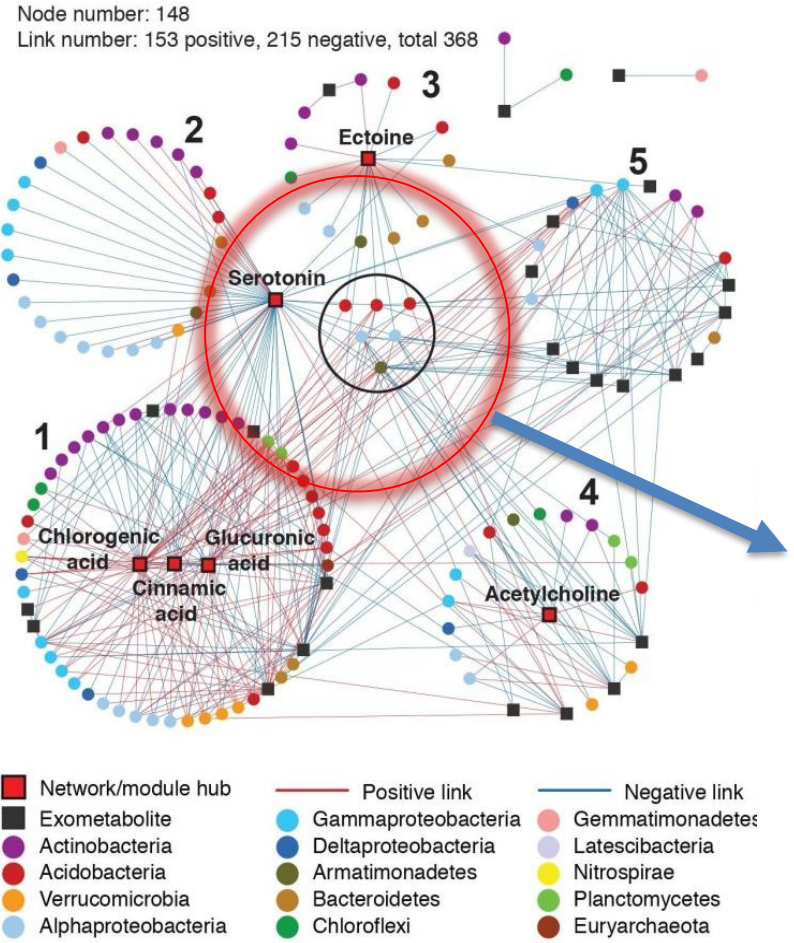 Node number: 148
Link number: 153 positive, 215 negative, total 368
3
2
Ectoine
5
Serotonin
1
4
Chlorogenic acid
Glucuronic acid
Cinnamic acid
Acetylcholine
Network/module hub
Positive link
Negative link
Exometabolite
Gammaproteobacteria
Gemmatimonadetes
Actinobacteria
Deltaproteobacteria
Latescibacteria
Acidobacteria
Armatimonadetes
Nitrospirae
Verrucomicrobia
Bacteroidetes
Planctomycetes
Alphaproteobacteria
Chloroflexi
Euryarchaeota